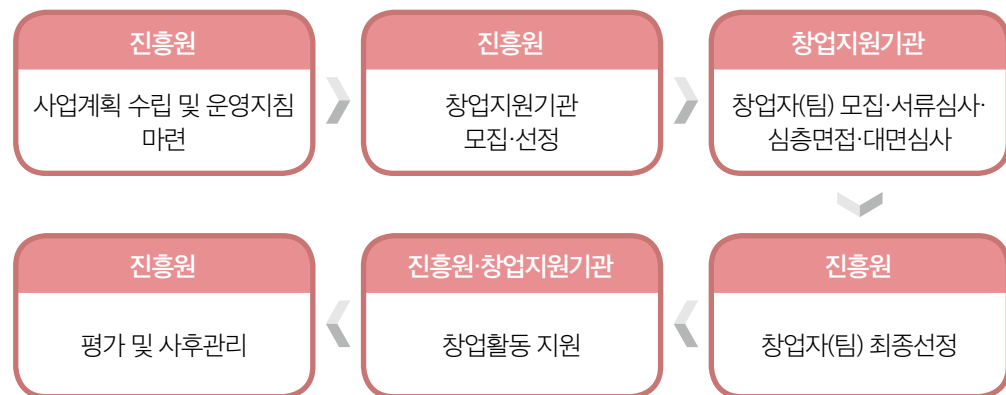 진흥원
사업계획 수립 및 운영지침
마련
진흥원
창업지원기관
모집·선정
창업지원기관
창업자(팀) 모집·서류심사·
심층면접·대면심사
진흥원
창업자(팀) 최종선정
진흥원·창업지원기관
창업활동 지원
진흥원
평가 및 사후관리